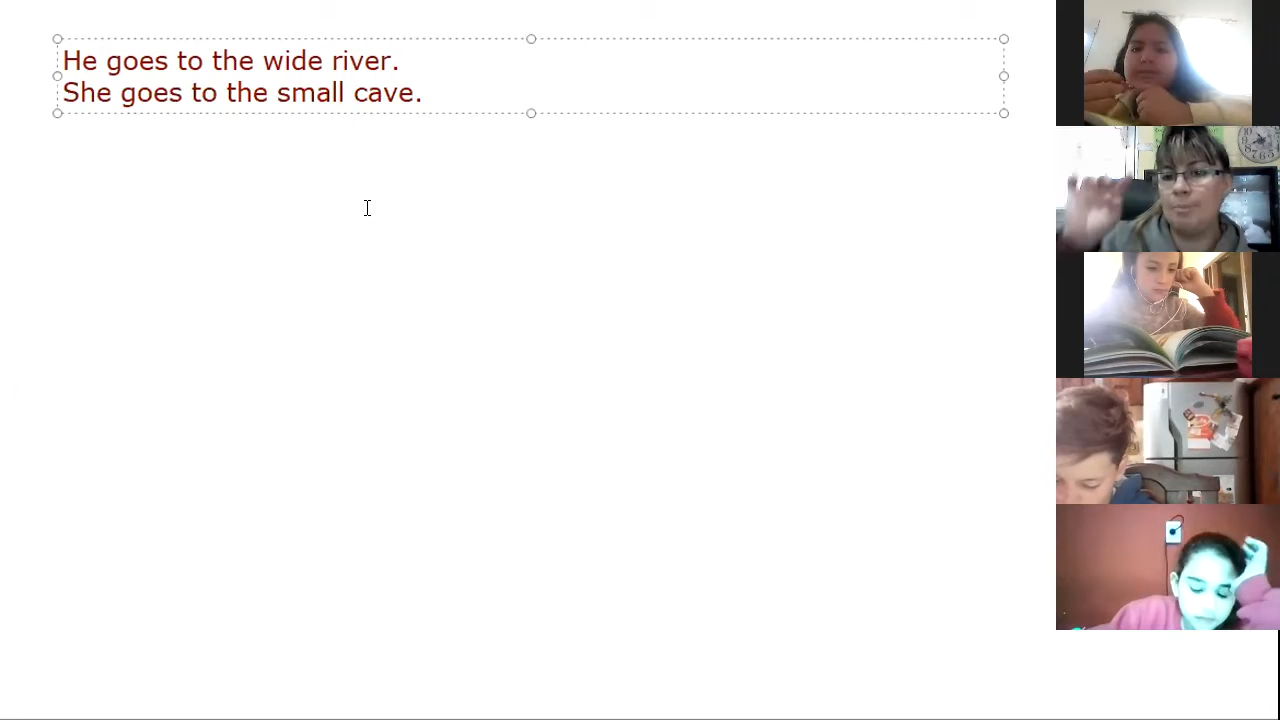 He goes to the wide river.
She goes to the small cave.